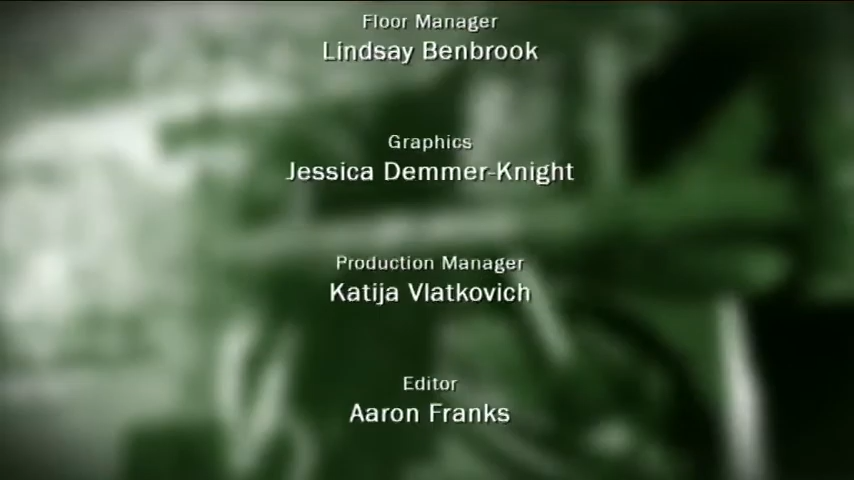 Floor Manager
Lindsay Benbrook
Graphics
Jessica Demmer-Knight
Production Manager
Katija Vlatkovich
Editor
Aaron Franks